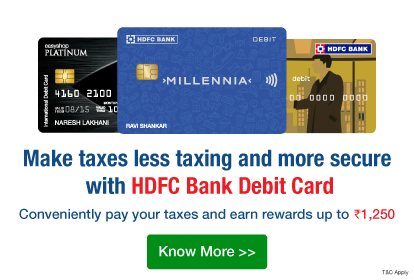 easyshop
PLATINUM
International Debit Card
4160 2100
08/15
NARESH LAKHANI
HDFC BANK
DEBIT
MILLENNIA
RAVI SHANKAR
HDFC BANK
debit
Make taxes less taxing and more secure
with HDFC Bank Debit Card
Conveniently pay your taxes and earn rewards up to ₹1,250
Know More >>
T&C Apply